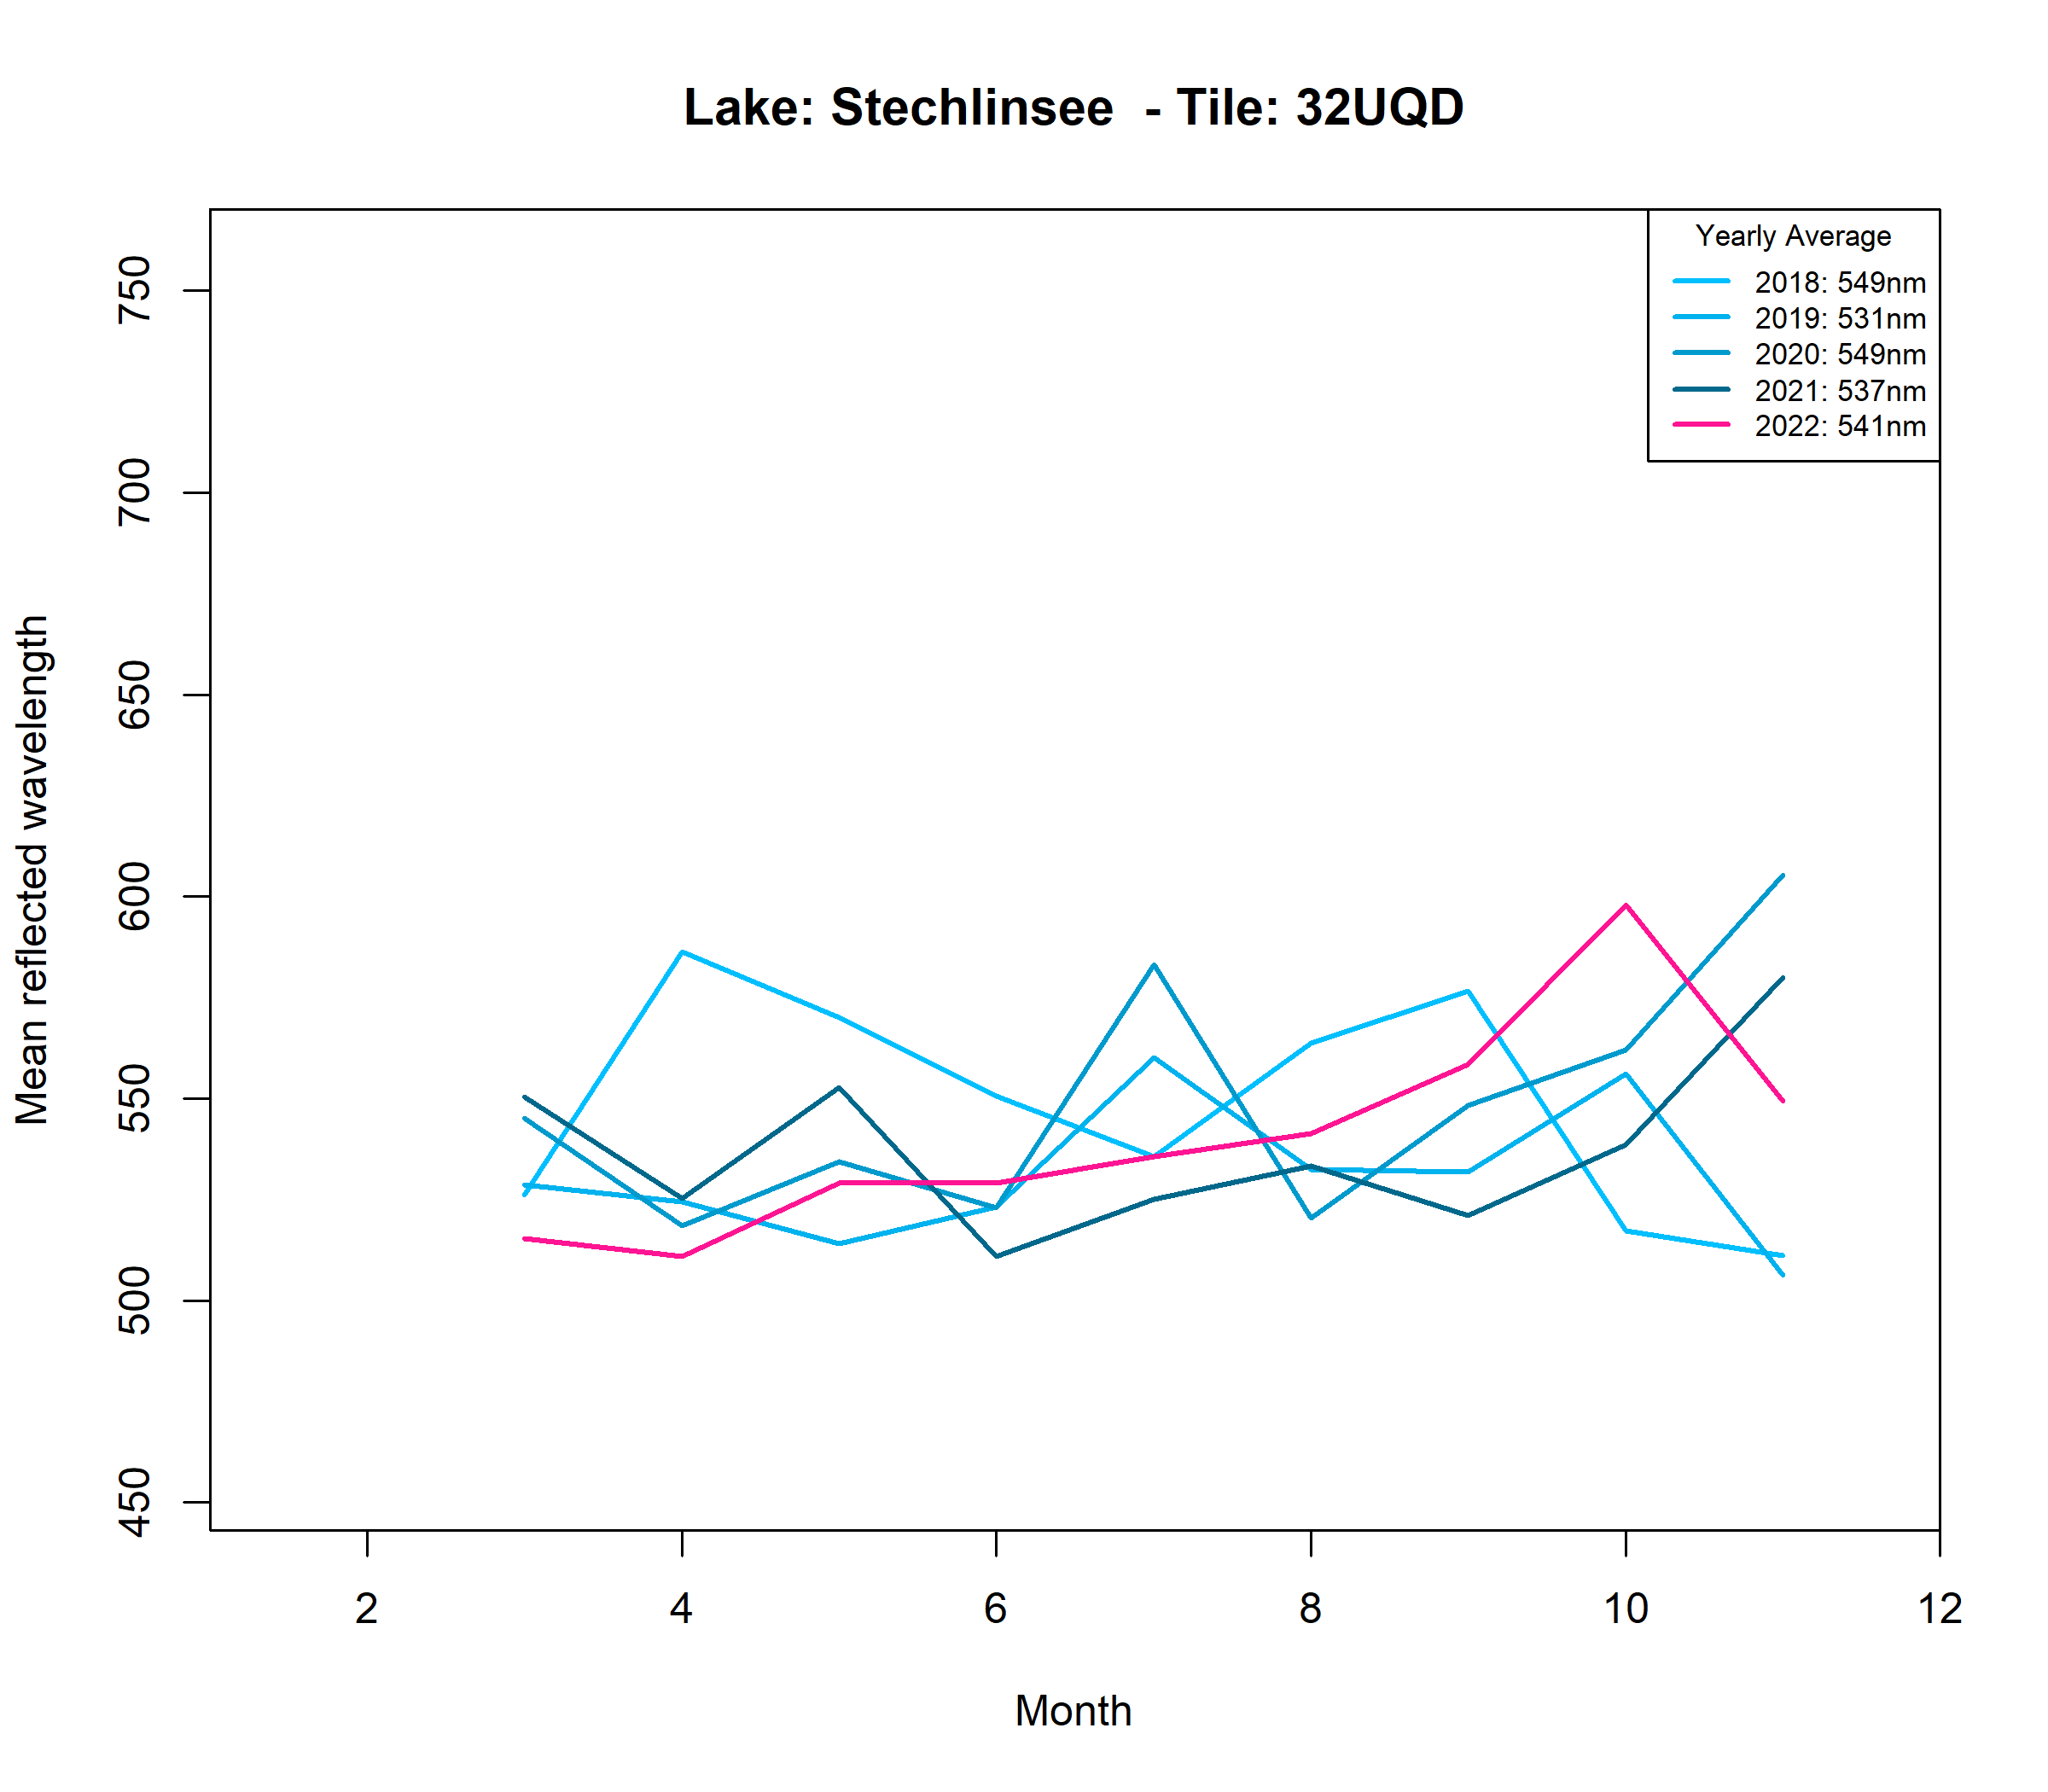 Lake: Stechlinsee  - Tile: 32UQD
Yearly Average
2018: 549nm
2019: 531nm
2020: 549nm
2021: 537nm
2022: 541nm
Mean reflected wavelength
750
700
650
600
550
500
450
2 4 6 8 10 12
Month